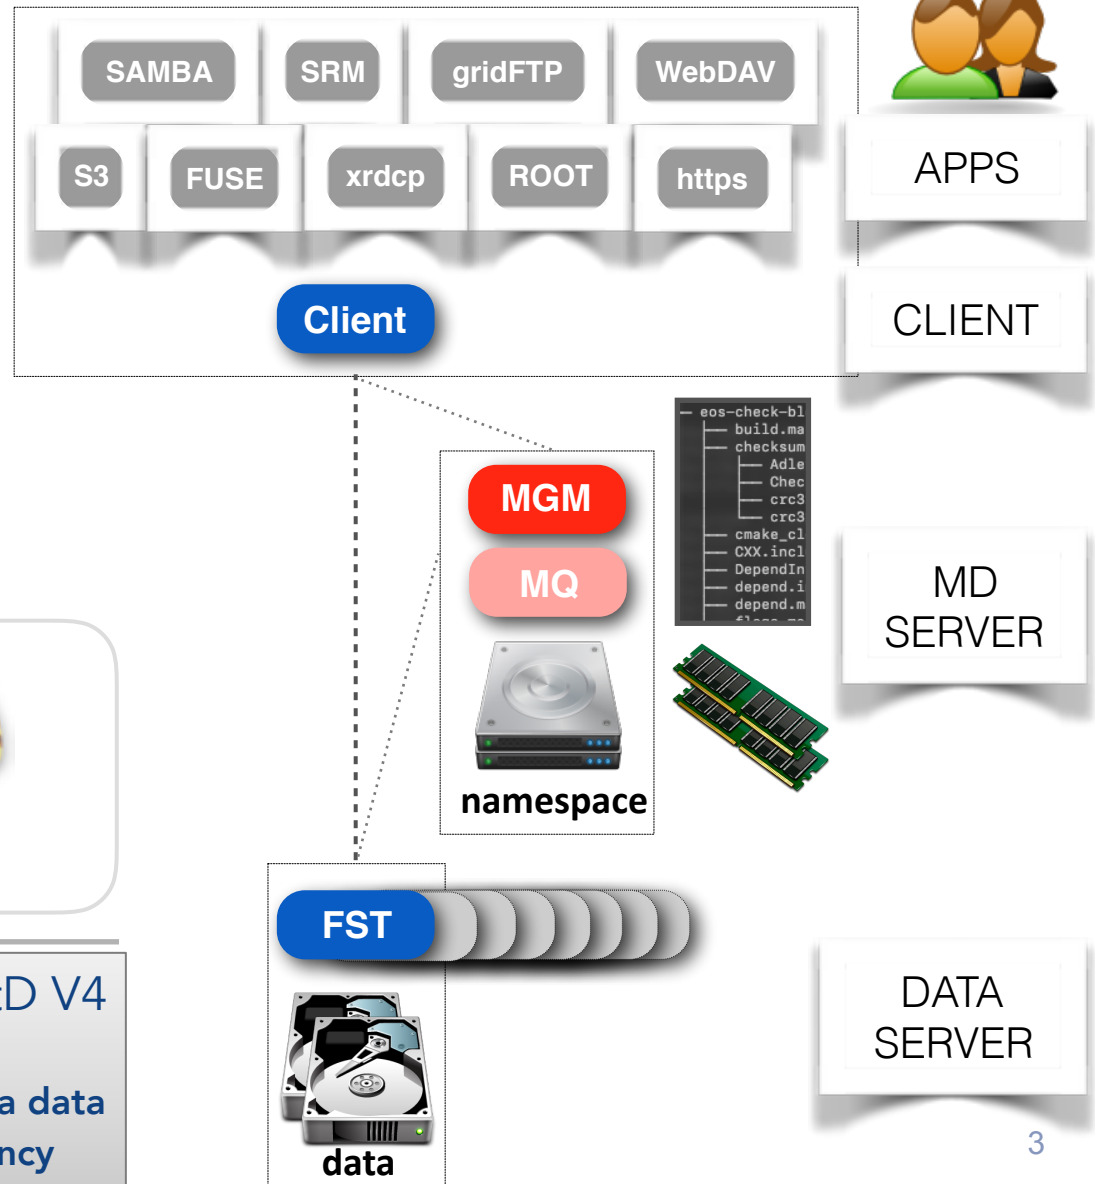 SAMBA SRM gridFTP WebDAV
S3 FUSE xrdcp ROOT https
APPS
Client
CLIENT
eos-check-bl
build.ma
checksum
Adle
Chec
crc3
crc3
cmake_cl
CXX.incl
DependIn
depend.i
depend.m
MGM
MQ
namespace
MD
SERVER
FST
data
DATA
SERVER
D V4
a data
ncy
3